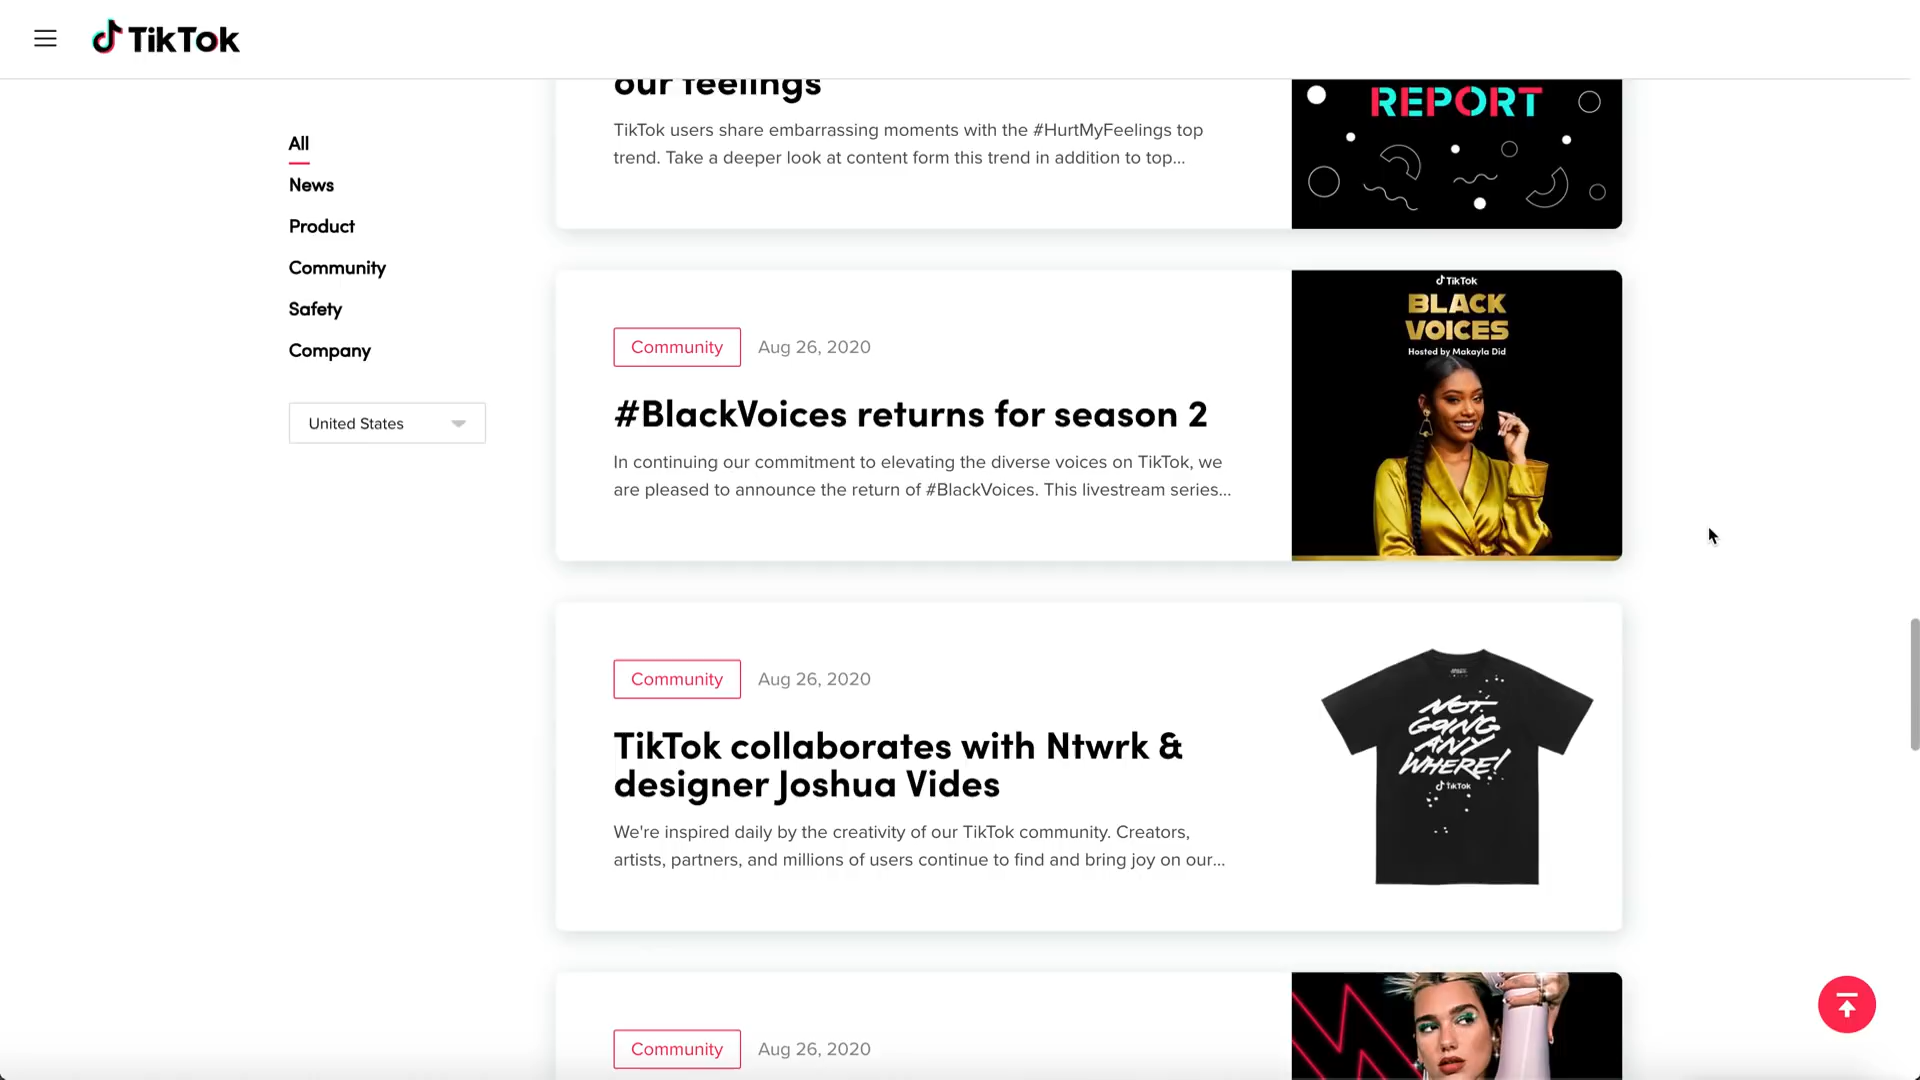 TikTok
our feelings
TikTok users share embarrassing moments with the #HurtMyFeelings top
trend. Take a deeper look at content form this trend in addition to top...
REPORT
All
News
Product
Community
Safety
Company
United States
Community Aug 26, 2020
#BlackVoices returns for season 2
In continuing our commitment to elevating the diverse voices on TikTok, we
are pleased to announce the return of #BlackVoices. This livestream series...
TikTok
BLACK
VOICES
Hosted by Makayla Did
Community Aug 26, 2020
TikTok collaborates with Ntwrk &
designer Joshua Vides
We're inspired daily by the creativity of our TikTok community. Creators,
artists, partners, and millions of users continue to find and bring joy on our...
NOT
GOING
ANY
WHERE!
TikTok
Community Aug 26, 2020